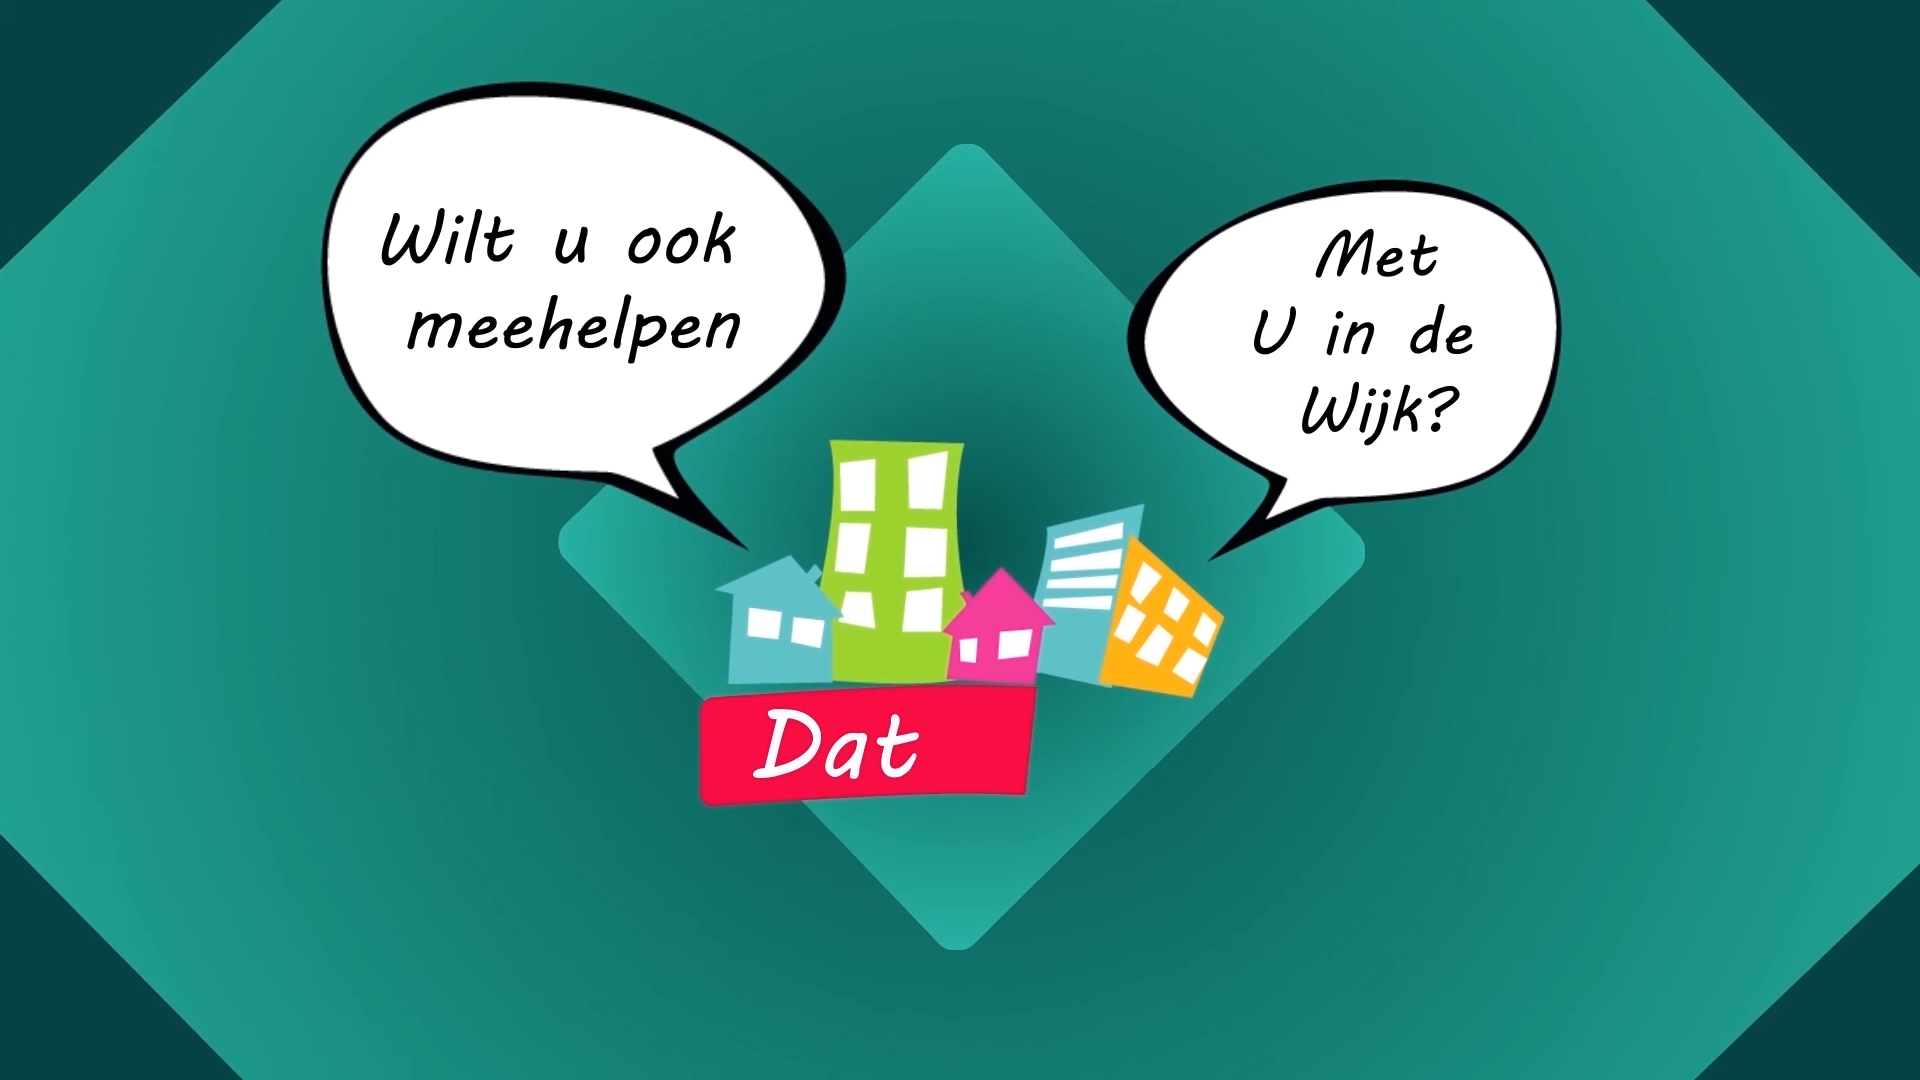 Wilt u ook
meehelpen
Met
U in de
Wijk?
Dat